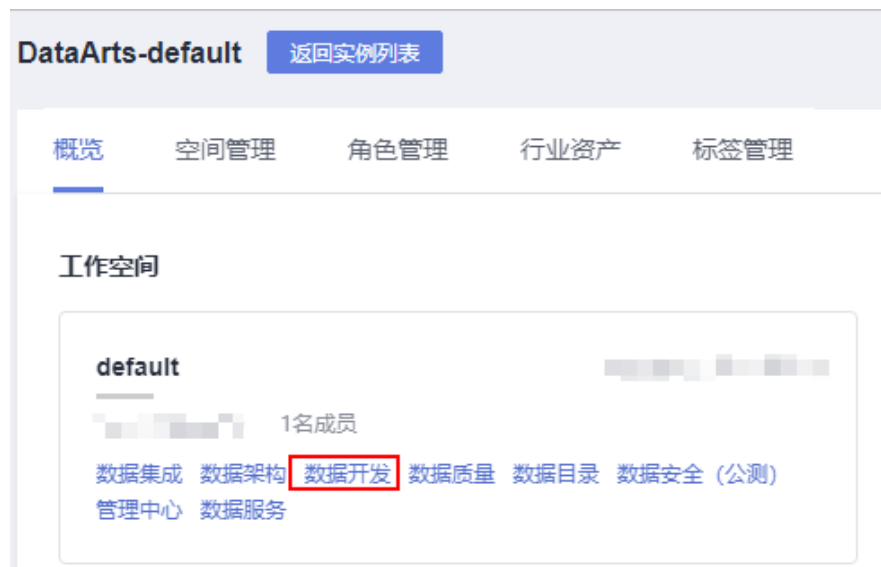 DataArts-default 返回实例列表
概览 空间管理 角色管理 行业资产 标签管理
工作空间
default
1名成员
数据集成 数据架构 数据开发 数据质量 数据目录 数据安全 (公测)
管理中心 数据服务